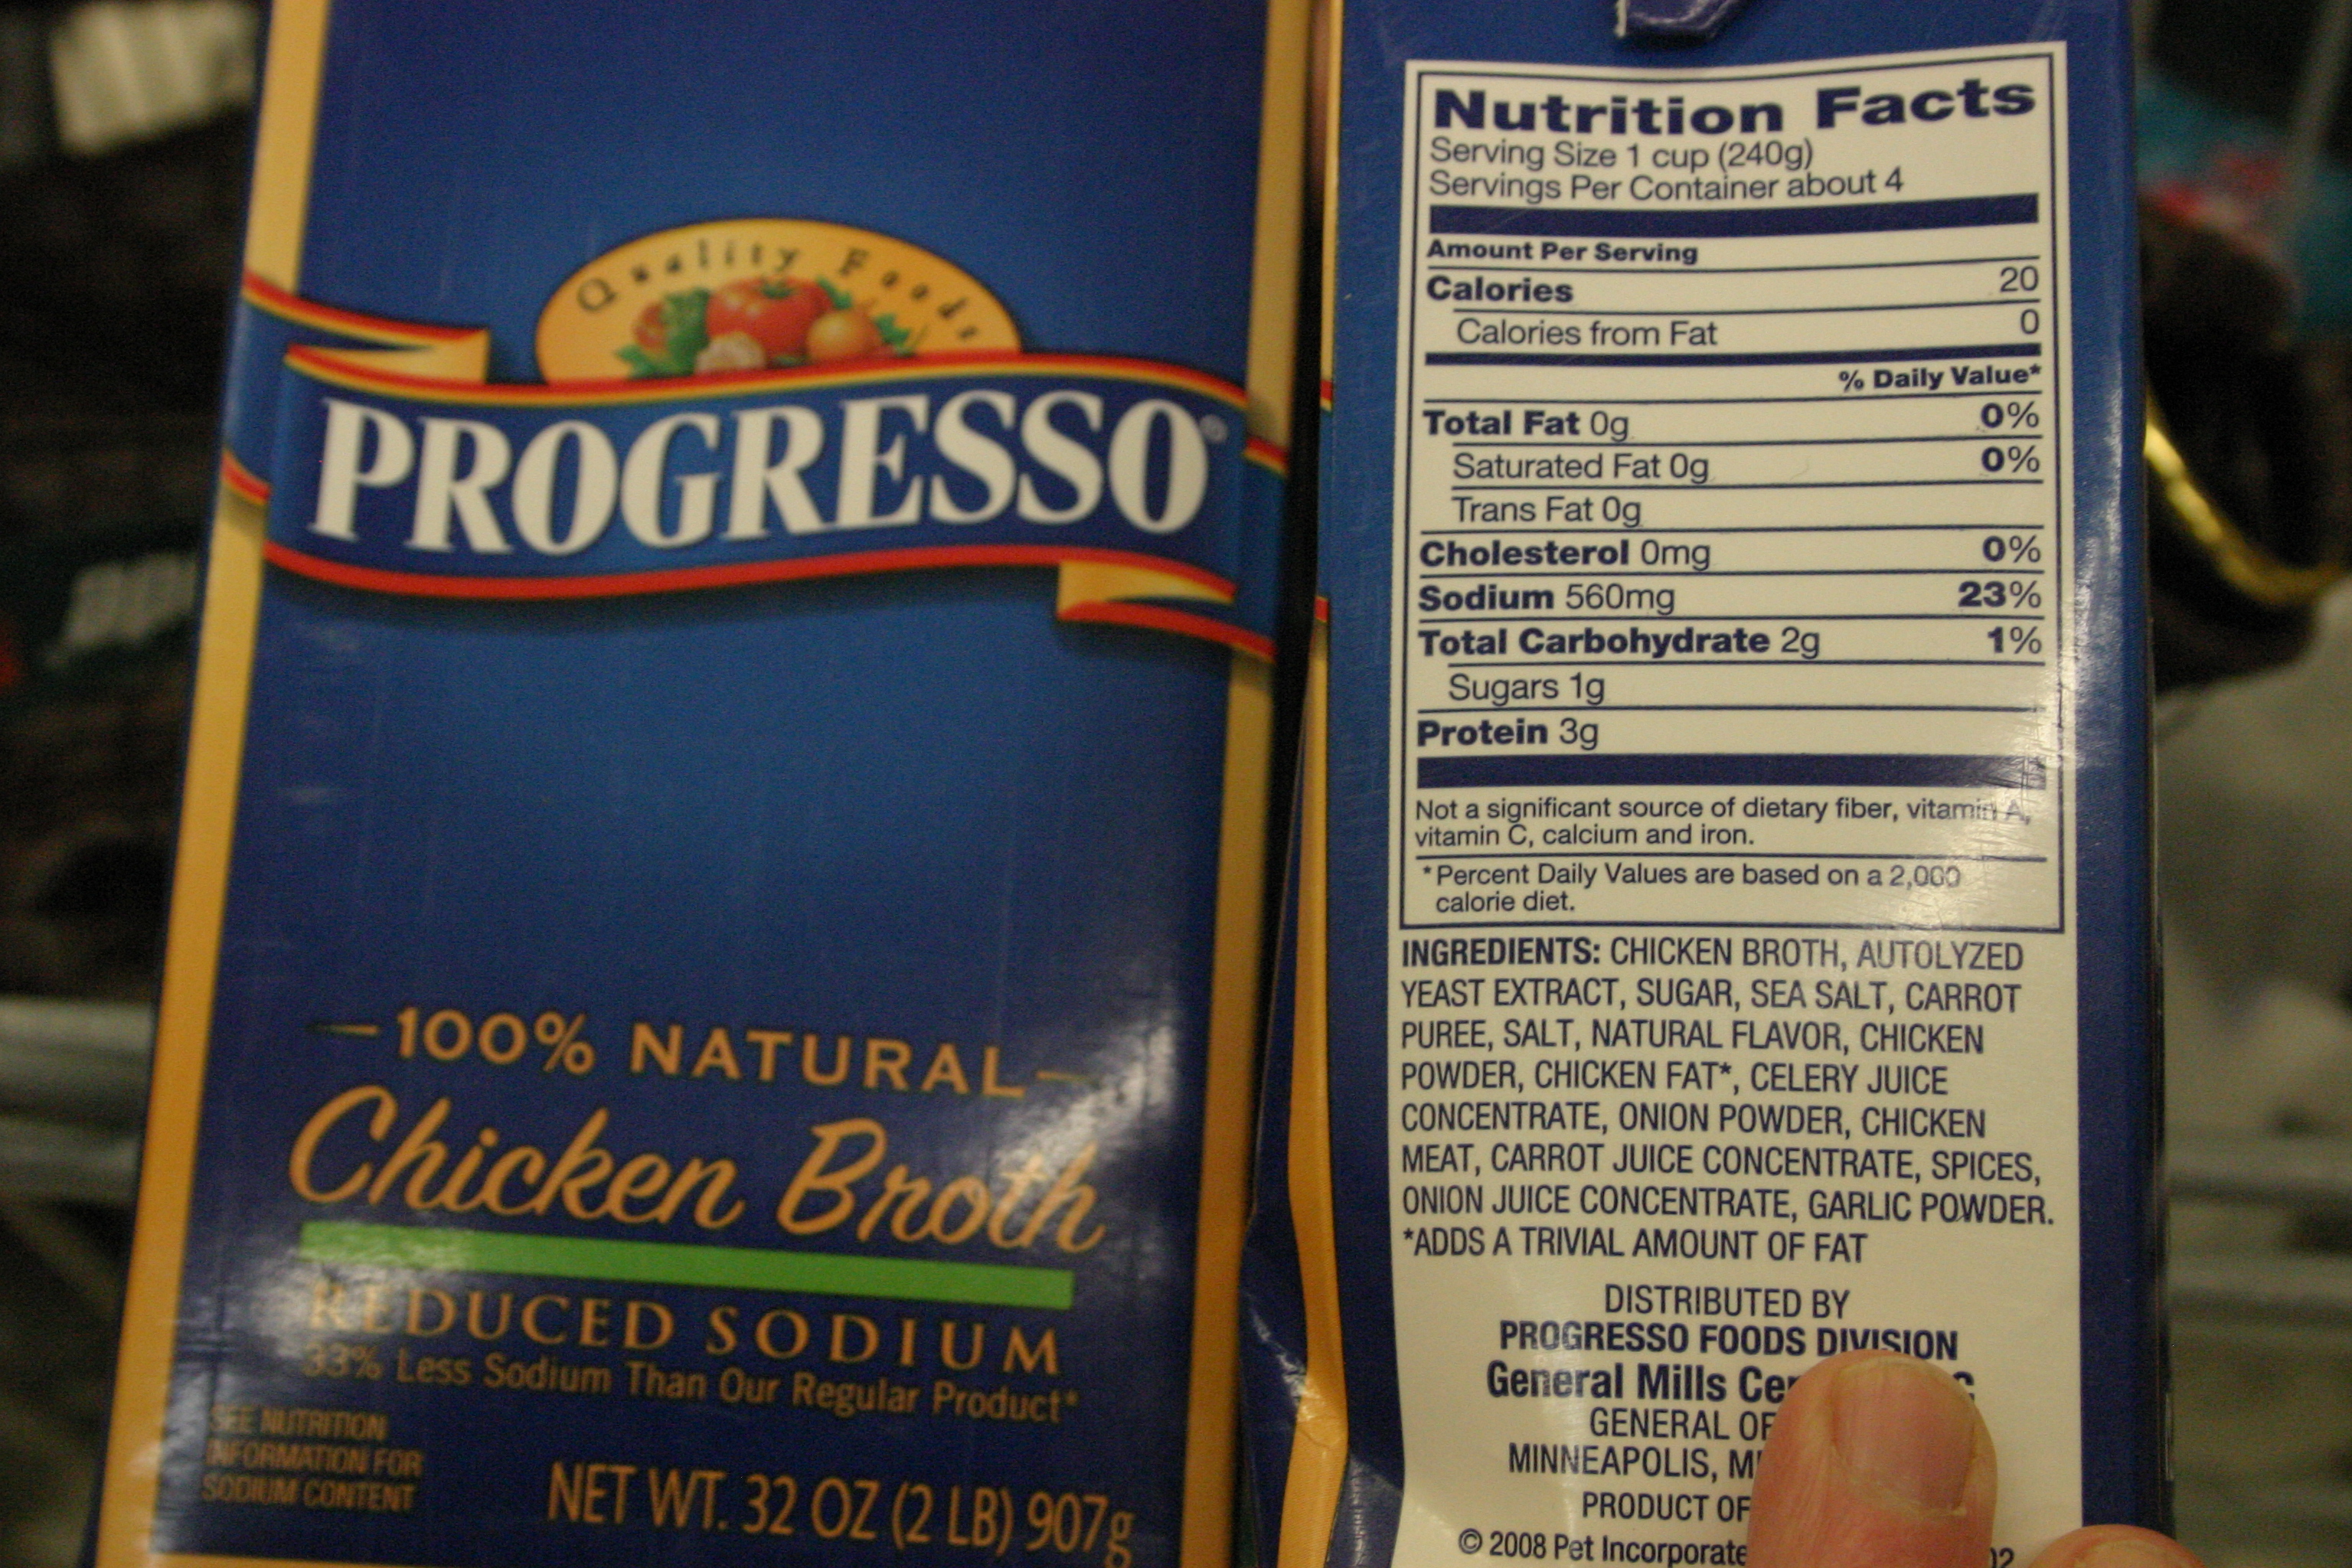 Quality Foods
PROGRESSO®
100% NATURAL
Chicken Broth
REDUCED SODIUM
33% Less Sodium Than Our Regular Product*
SEE NUTRITION
INFORMATION FOR
SODIUM CONTENT
NET WT. 32 OZ (2 LB) 907g
Nutrition Facts
Serving Size 1 cup (240g)
Servings Per Container about 4
Amount Per Serving
Calories 20
Calories from Fat 0
% Daily Value*
Total Fat 0g 0%
Saturated Fat 0g 0%
Trans Fat 0g
Cholesterol 0mg 0%
Sodium 560mg 23%
Total Carbohydrate 2g 1%
Sugars 1g
Protein 3g
Not a significant source of dietary fiber, vitamin A,
vitamin C, calcium and iron.
*Percent Daily Values are based on a 2,000
calorie diet.
INGREDIENTS: CHICKEN BROTH, AUTOLYZED
YEAST EXTRACT, SUGAR, SEA SALT, CARROT
PUREE, SALT, NATURAL FLAVOR, CHICKEN
POWDER, CHICKEN FAT*, CELERY JUICE
CONCENTRATE, ONION POWDER, CHICKEN
MEAT, CARROT JUICE CONCENTRATE, SPICES,
ONION JUICE CONCENTRATE, GARLIC POWDER.
*ADDS A TRIVIAL AMOUNT OF FAT
DISTRIBUTED BY
PROGRESSO FOODS DIVISION
General Mills
GENERAL
MINNEAPOLIS,
PRODUCT OF
© 2008 Pet